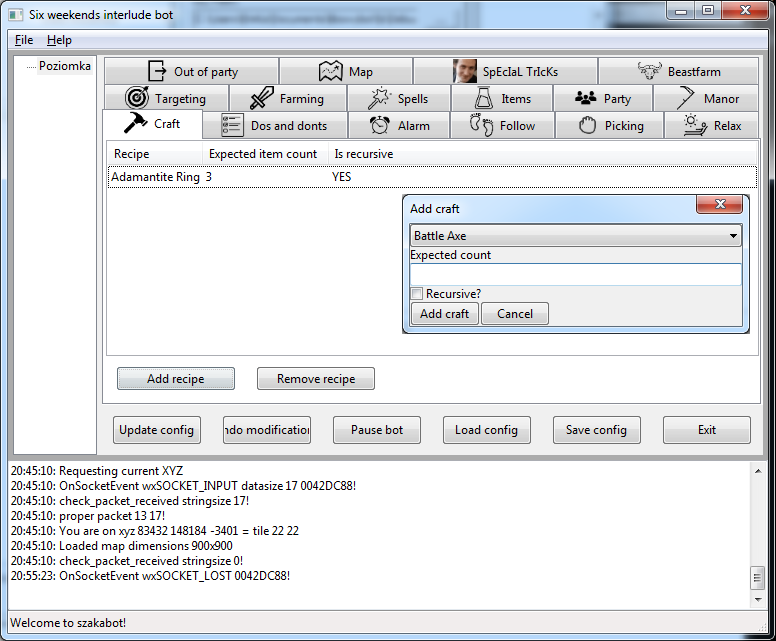 Six weekends interlude bot
File Help
Poziomka
Out of party Map SpEcIaL TrIcKs Beastfarm
Targeting Farming Spells Items Party Manor
Craft Dos and donts Alarm Follow Picking Relax
Recipe Expected item count Is recursive
Adamantite Ring 3 YES
Add craft
Battle Axe
Expected count
Recursive?
Add craft Cancel
Add recipe Remove recipe
Update config ndo modification Pause bot Load config Save config Exit
20:45:10: Requesting current XYZ
20:45:10: OnSocketEvent wxSOCKET_INPUT datasize 17 0042DC88!
20:45:10: check_packet_received stringsize 17!
20:45:10: proper packet 13 17!
20:45:10: You are on xyz 83432 148184 -3401 = tile 22 22
20:45:10: Loaded map dimensions 900x900
20:45:10: check_packet_received stringsize 0!
20:55:23: OnSocketEvent wxSOCKET_LOST 0042DC88!
Welcome to szakabot!